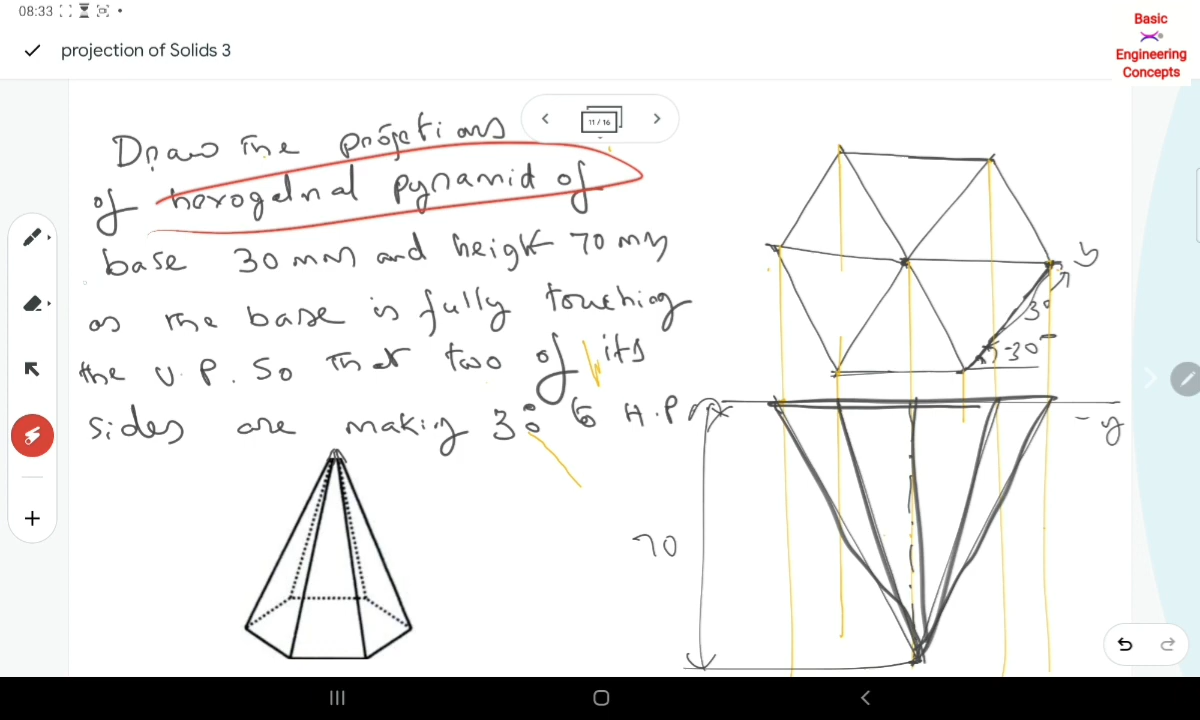 08:33
projection of Solids 3
Basic
Engineering
Concepts
11 / 16
Draw The projetions
of hexogelnal pyramid of
base 30 mm and height 70 mm
as the base is fully touching
the V.P. So that two of its
sides are making 30 to H.P
b
30
30°
x
y
70